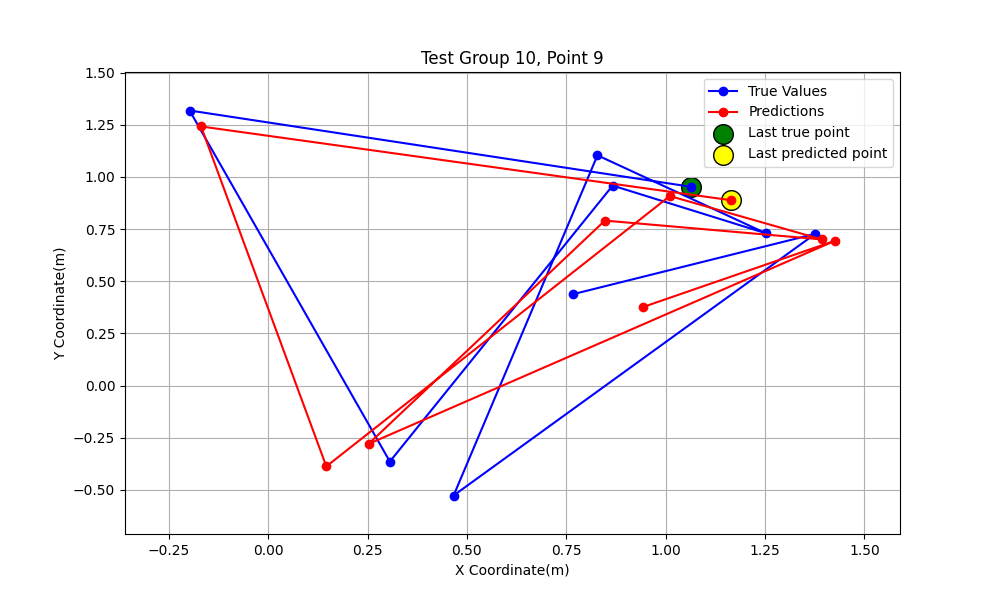 Test Group 10, Point 9
True Values
Predictions
Last true point
Last predicted point
Y Coordinate(m)
1.50
1.25
1.00
0.75
0.50
0.25
0.00
−0.25
−0.50
−0.25
0.00
0.25
0.50
0.75
1.00
1.25
1.50
X Coordinate(m)